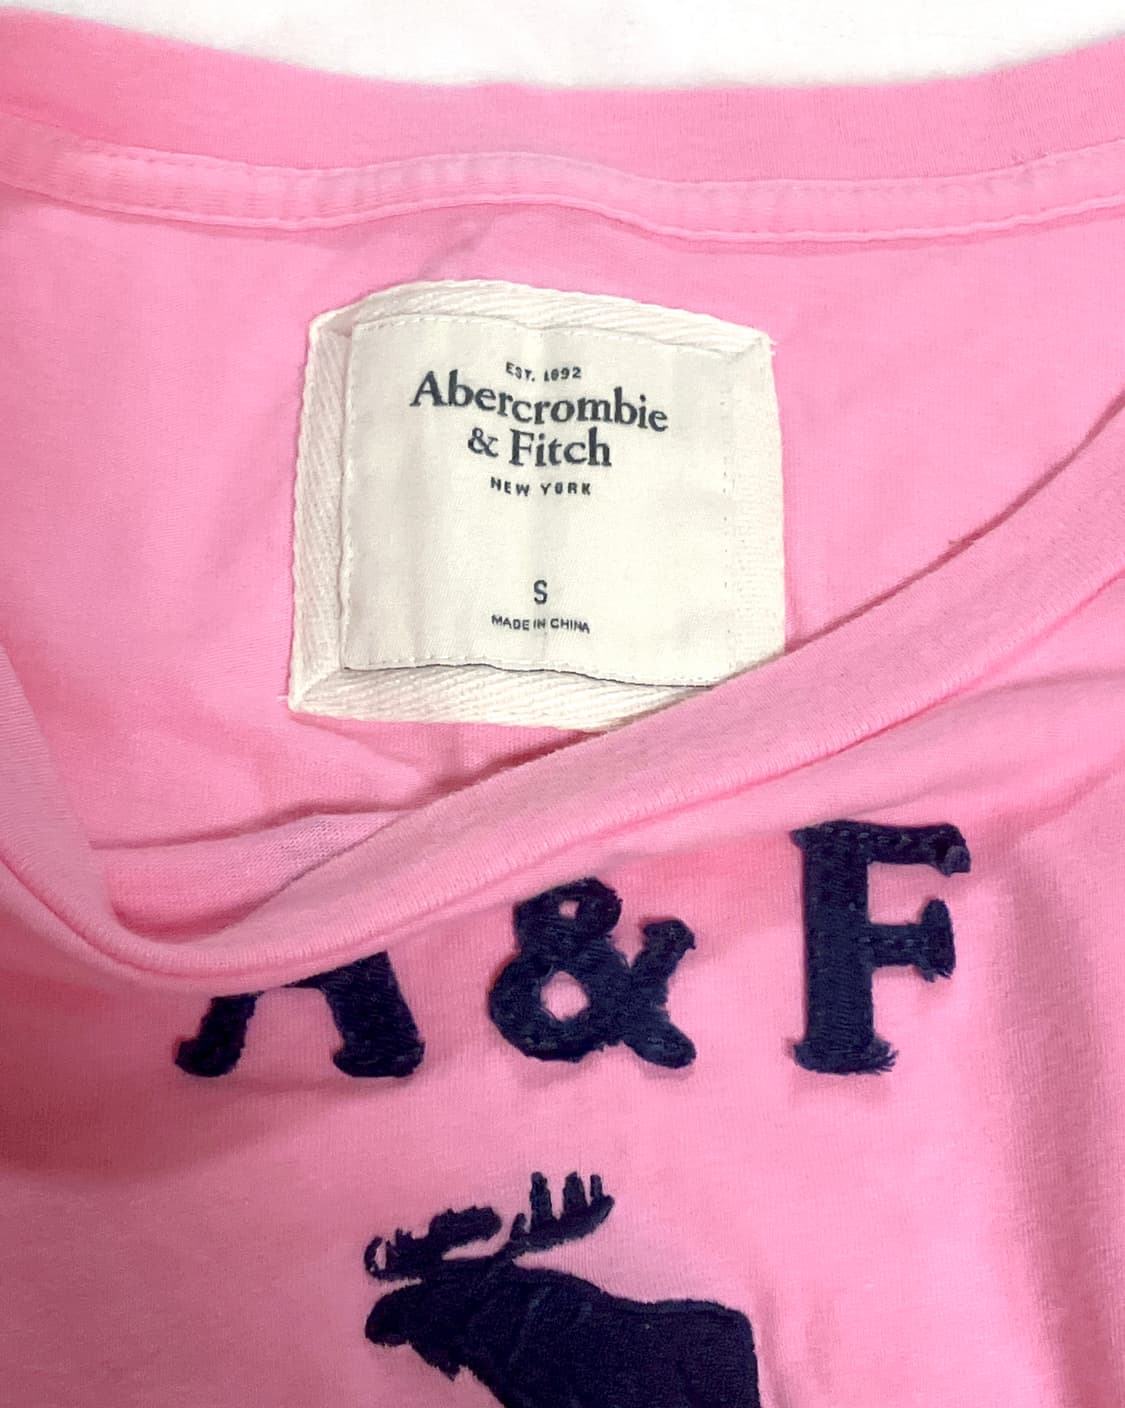 EST. 1892
Abercrombie
& Fitch
NEW YORK
S
MADE IN CHINA
A & F